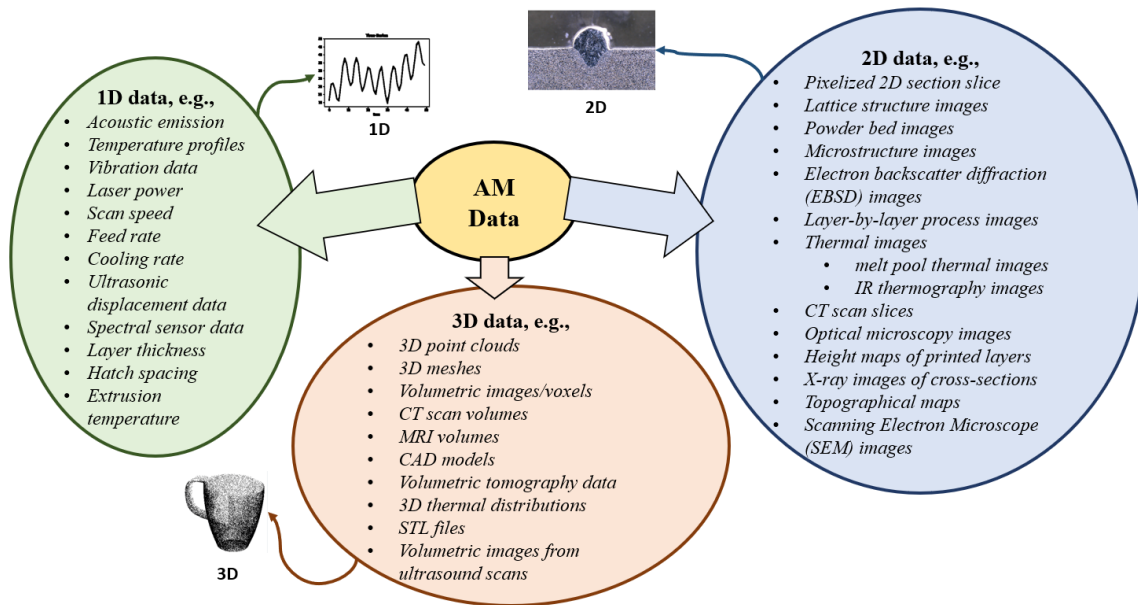 1D data, e.g.,
• Acoustic emission
• Temperature profiles
• Vibration data
• Laser power
• Scan speed
• Feed rate
• Cooling rate
• Ultrasonic
displacement data
• Spectral sensor data
• Layer thickness
• Hatch spacing
• Extrusion
temperature
1D
2D
AM
Data
2D data, e.g.,
• Pixelized 2D section slice
• Lattice structure images
• Powder bed images
• Microstructure images
• Electron backscatter diffraction
(EBSD) images
• Layer-by-layer process images
• Thermal images
• melt pool thermal images
• IR thermography images
• CT scan slices
• Optical microscopy images
• Height maps of printed layers
• X-ray images of cross-sections
• Topographical maps
• Scanning Electron Microscope
(SEM) images
3D data, e.g.,
• 3D point clouds
• 3D meshes
• Volumetric images/voxels
• CT scan volumes
• MRI volumes
• CAD models
• Volumetric tomography data
• 3D thermal distributions
• STL files
• Volumetric images from
ultrasound scans
3D